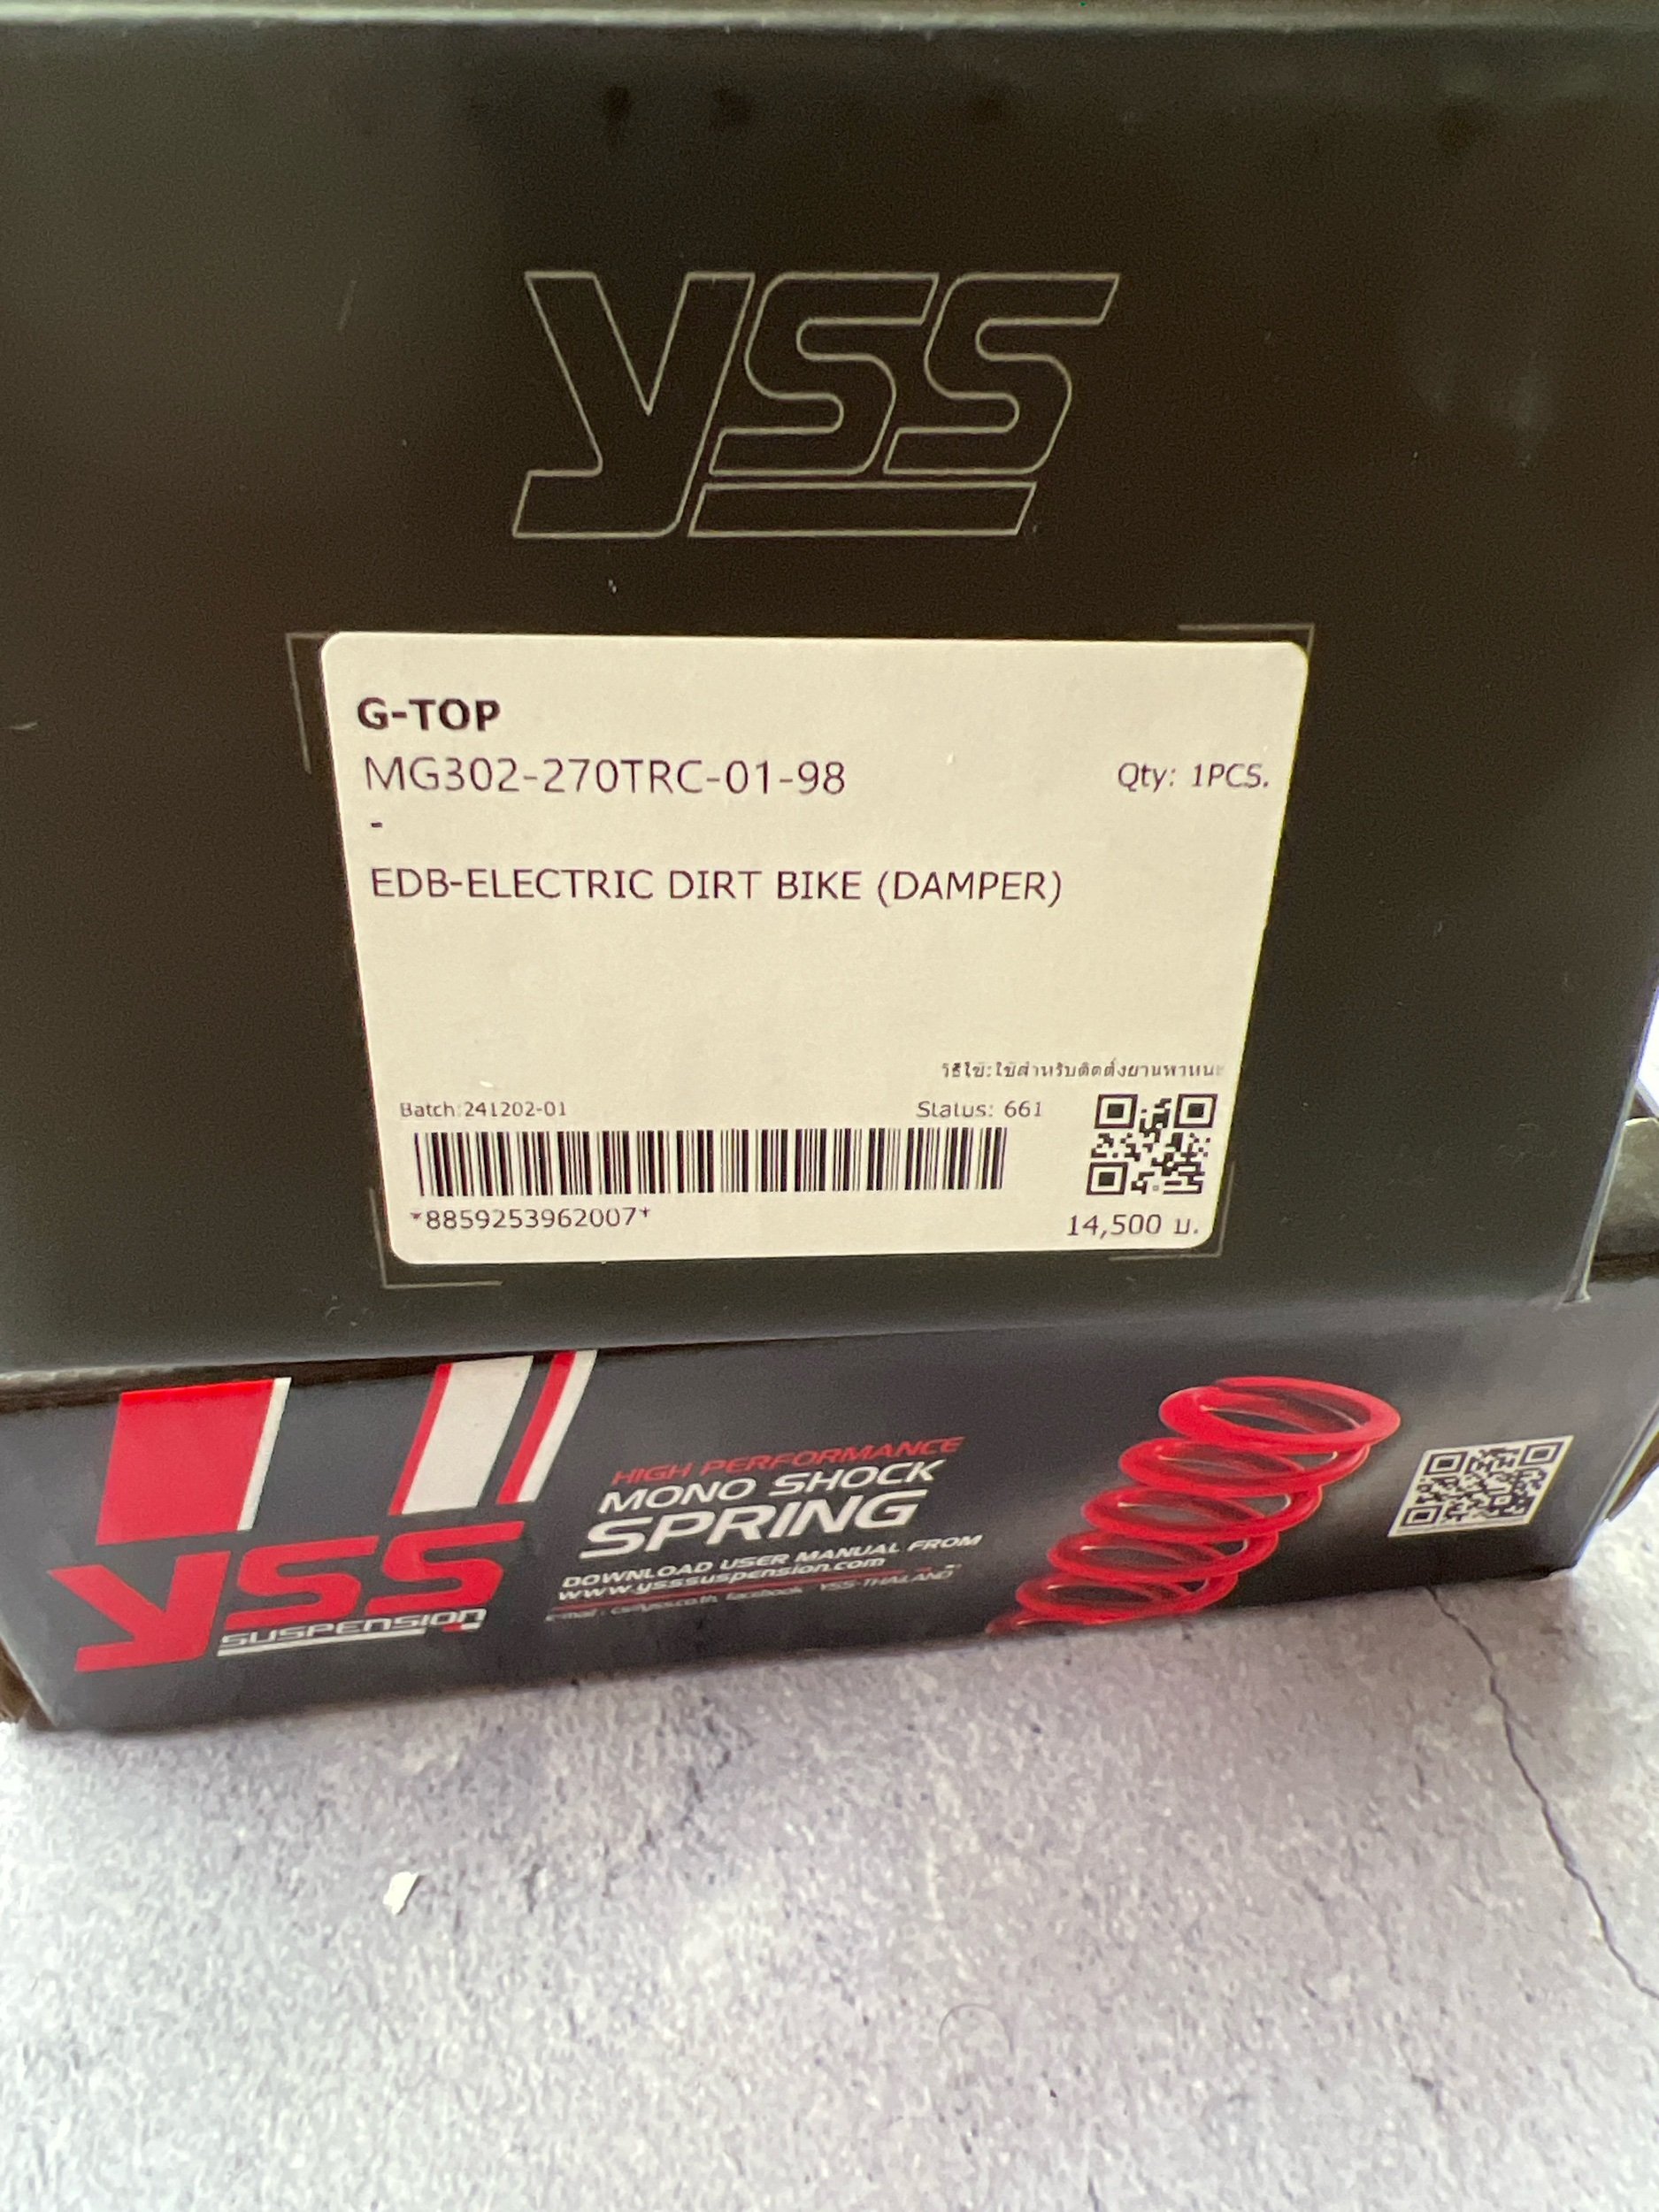 YSS
G-TOP
MG302-270TRC-01-98 Qty: 1PCS.
-
EDB-ELECTRIC DIRT BIKE (DAMPER)
วิธีใช้:ใช้สำหรับติดตั้งยานพาหนะ
Batch:241202-01 Status: 661
*8859253962007*
14,500 บ.
HIGH PERFORMANCE
MONO SHOCK
SPRING
DOWNLOAD USER MANUAL FROM
www.ysssuspension.com
facebook : YSS-THAILAND
YSS
SUSPENSION